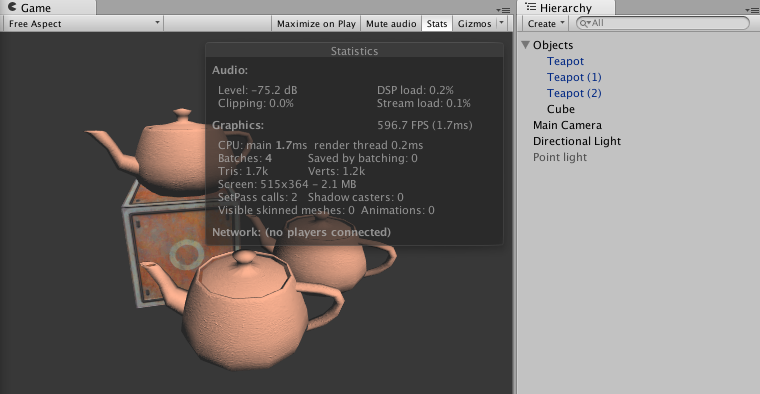 Game
Free Aspect
Maximize on Play Mute audio Stats Gizmos
Statistics
Audio:
Level: -75.2 dB DSP load: 0.2%
Clipping: 0.0% Stream load: 0.1%
Graphics: 596.7 FPS (1.7ms)
CPU: main 1.7ms render thread 0.2ms
Batches: 4 Saved by batching: 0
Tris: 1.7k Verts: 1.2k
Screen: 515x364 - 2.1 MB
SetPass calls: 2 Shadow casters: 0
Visible skinned meshes: 0 Animations: 0
Network: (no players connected)
Hierarchy
Create All
Objects
Teapot
Teapot (1)
Teapot (2)
Cube
Main Camera
Directional Light
Point light